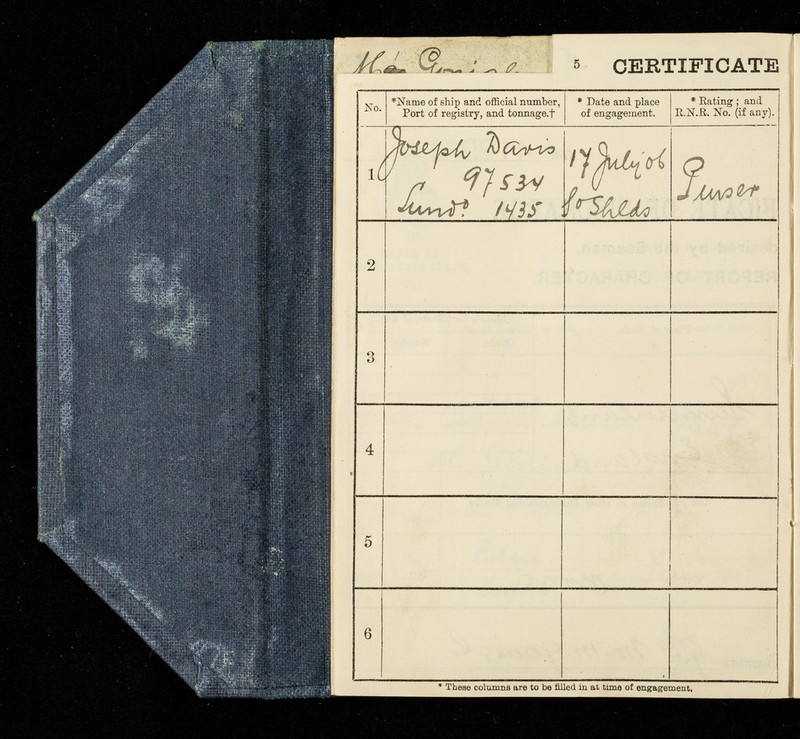 5 CERTIFICATE
No.
*Name of ship and official number,
Port of registry, and tonnage.†
* Date and place
of engagement.
* Rating ; and
R.N.R. No. (if any).
1
Joseph Davis
97534
Sundd 1435
17 July 06
So Shlds
Purser
2
3
4
5
6
* These columns are to be filled in at time of engagement.